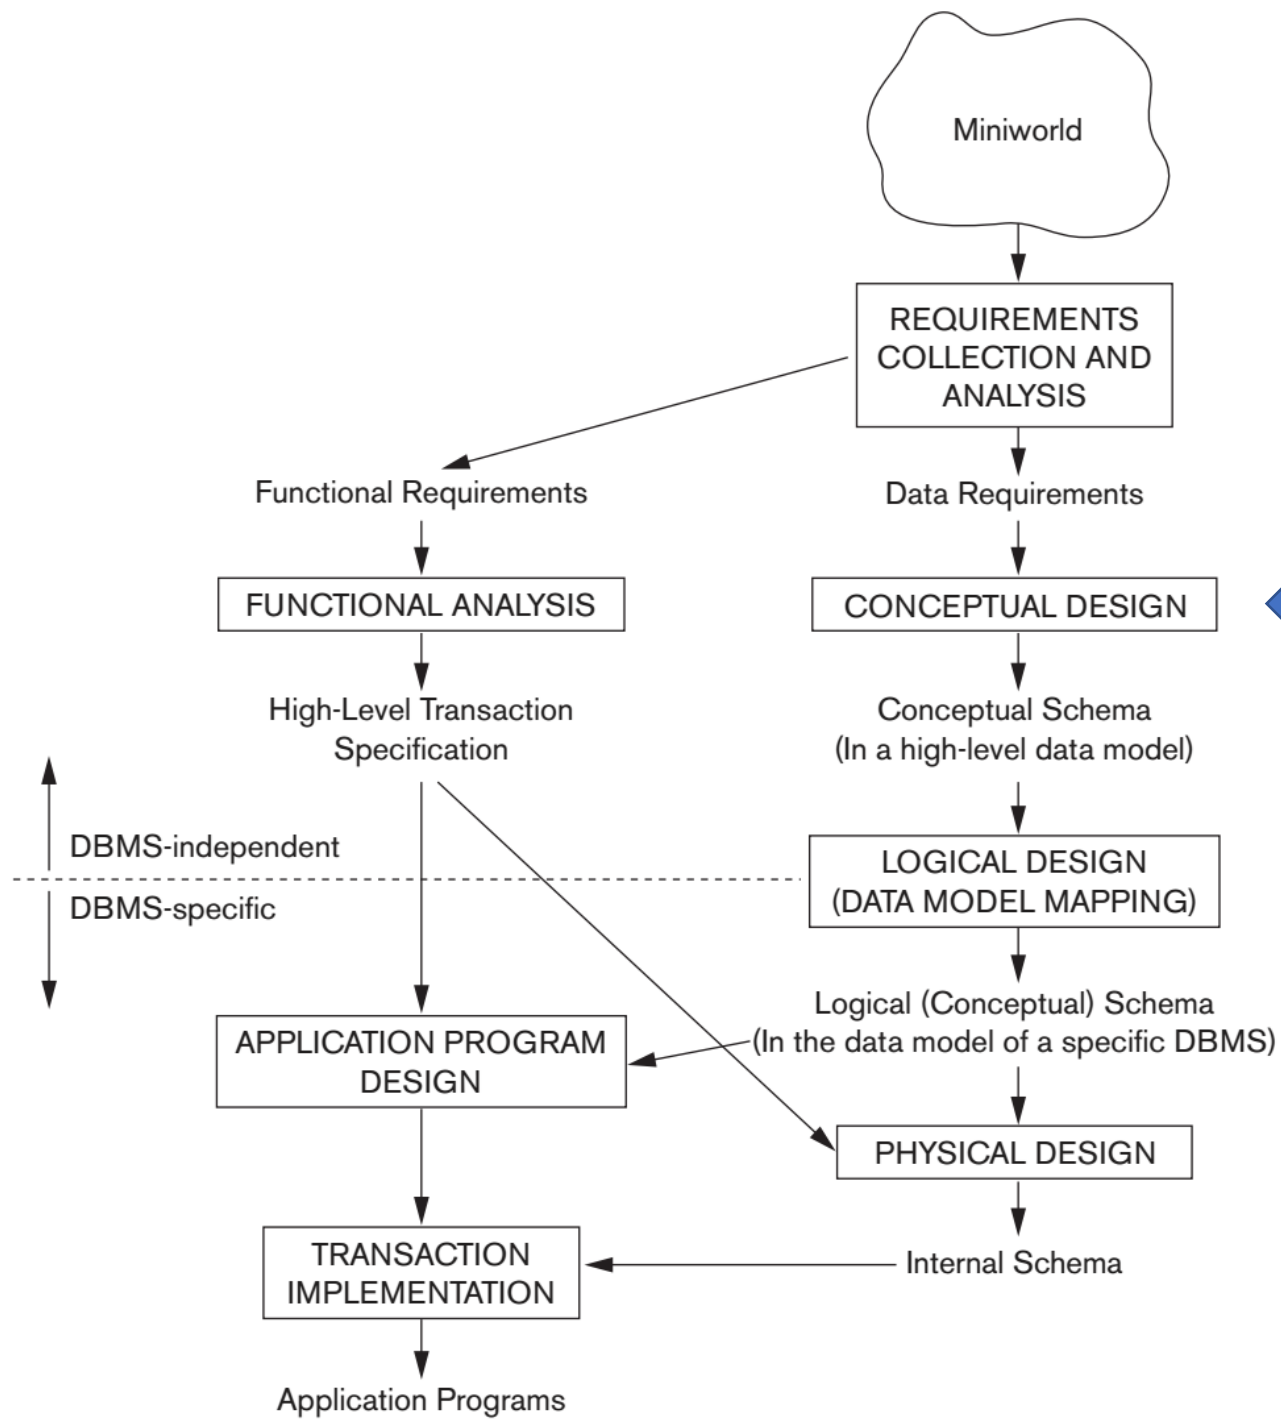 Miniworld
REQUIREMENTS
COLLECTION AND
ANALYSIS
Functional Requirements
Data Requirements
FUNCTIONAL ANALYSIS
CONCEPTUAL DESIGN
High-Level Transaction
Specification
Conceptual Schema
(In a high-level data model)
DBMS-independent
DBMS-specific
LOGICAL DESIGN
(DATA MODEL MAPPING)
Logical (Conceptual) Schema
(In the data model of a specific DBMS)
APPLICATION PROGRAM
DESIGN
PHYSICAL DESIGN
TRANSACTION
IMPLEMENTATION
Internal Schema
Application Programs